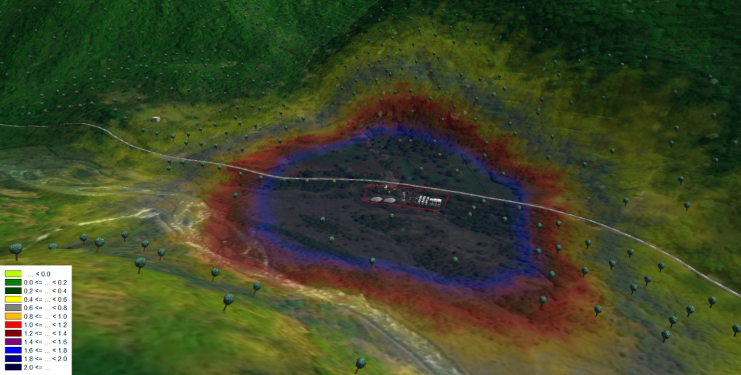 ... < 0.0
0.0 <= ... < 0.2
0.2 <= ... < 0.4
0.4 <= ... < 0.6
0.6 <= ... < 0.8
0.8 <= ... < 1.0
1.0 <= ... < 1.2
1.2 <= ... < 1.4
1.4 <= ... < 1.6
1.6 <= ... < 1.8
1.8 <= ... < 2.0
2.0 <= ...